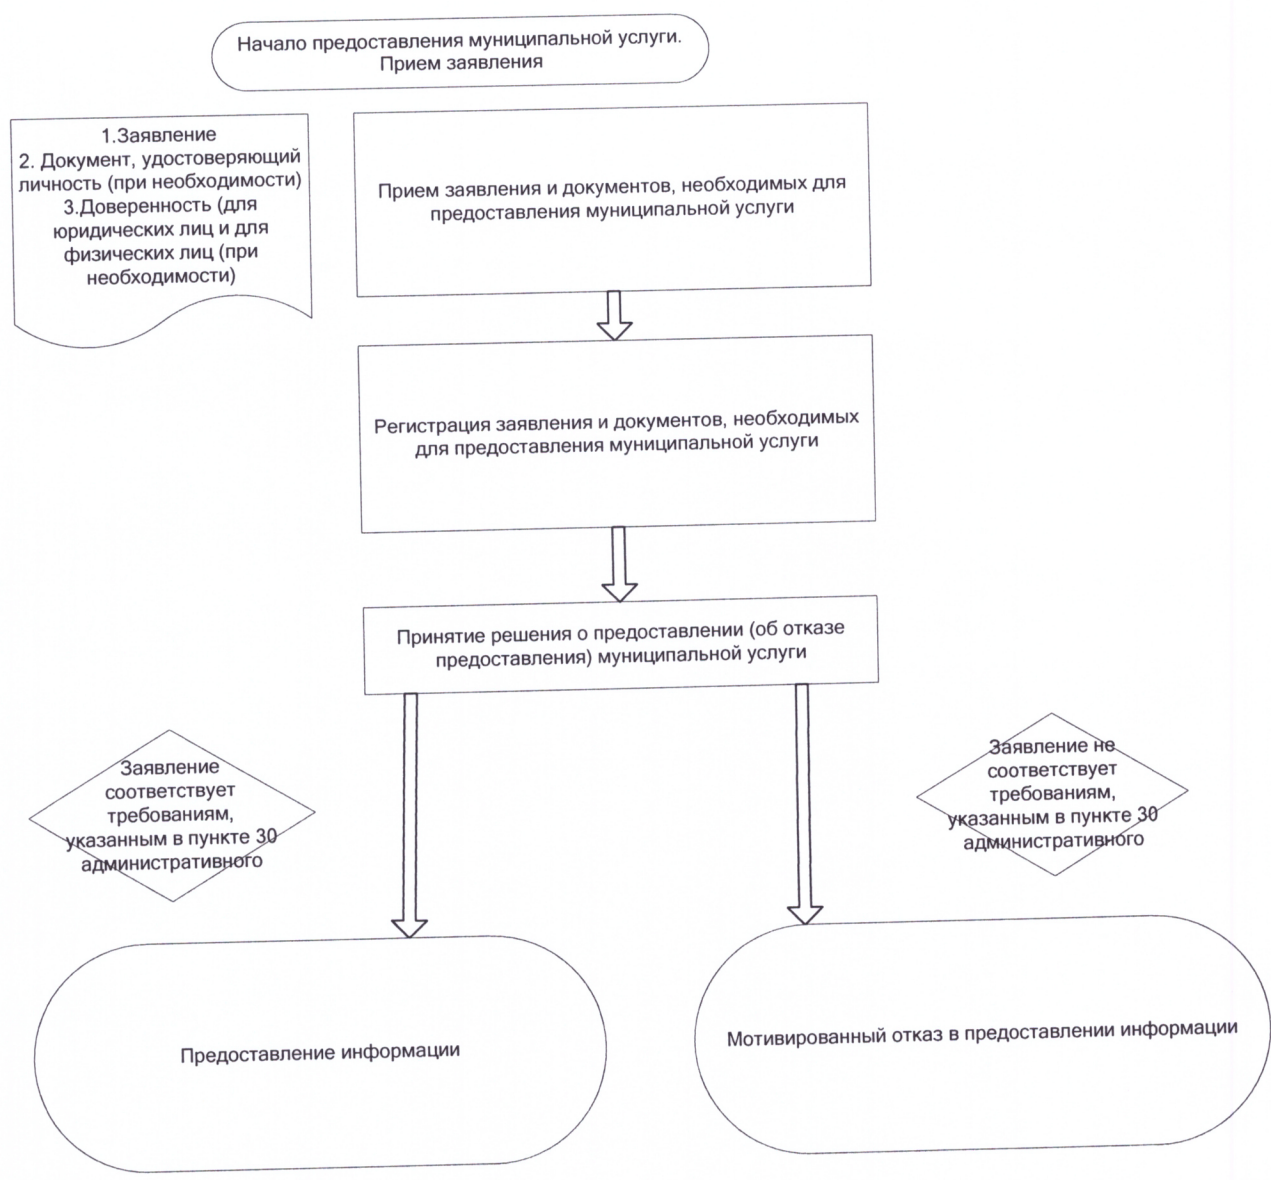 Начало предоставления муниципальной услуги.
Прием заявления
1.Заявление
2. Документ, удостоверяющий
личность (при необходимости)
3.Доверенность (для
юридических лиц и для
физических лиц (при
необходимости)
Прием заявления и документов, необходимых для
предоставления муниципальной услуги
Регистрация заявления и документов, необходимых
для предоставления муниципальной услуги
Принятие решения о предоставлении (об отказе
предоставления) муниципальной услуги
Заявление
соответствует
требованиям,
указанным в пункте 30
административного
Заявление не
соответствует
требованиям,
указанным в пункте 30
административного
Предоставление информации
Мотивированный отказ в предоставлении информации